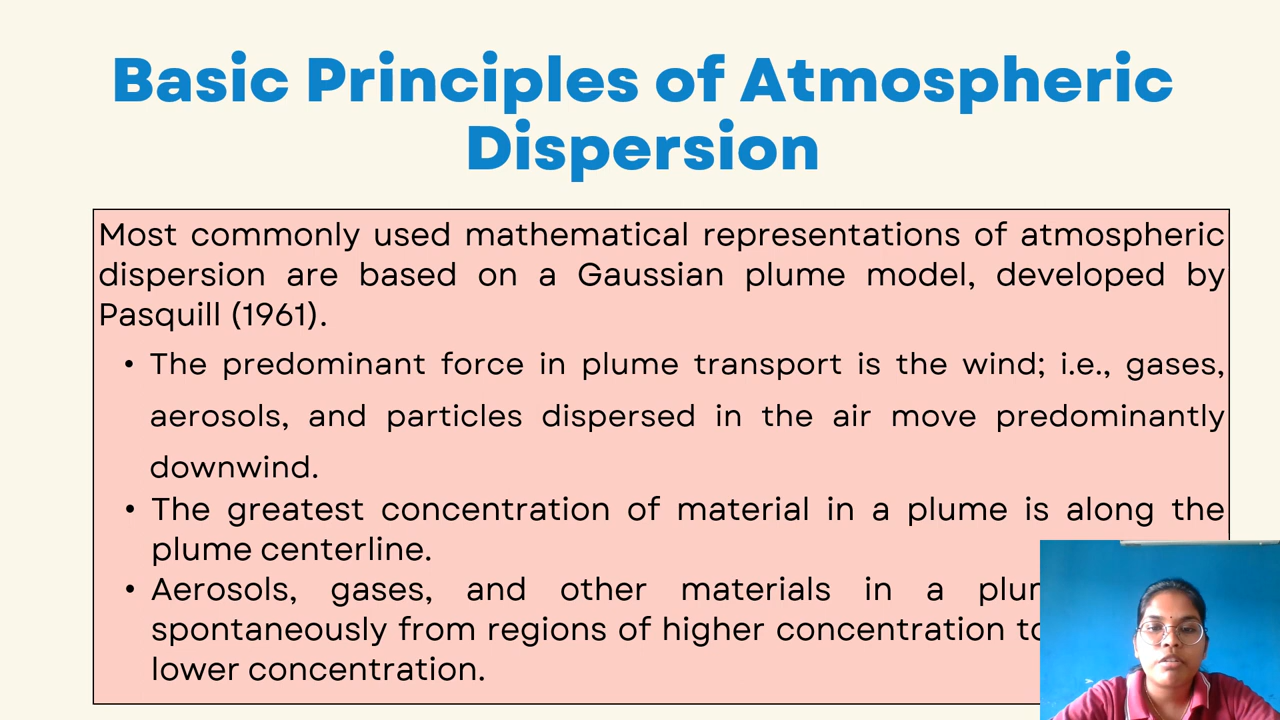 Basic Principles of Atmospheric
Dispersion
Most commonly used mathematical representations of atmospheric
dispersion are based on a Gaussian plume model, developed by
Pasquill (1961).
• The predominant force in plume transport is the wind; i.e., gases,
aerosols, and particles dispersed in the air move predominantly
downwind.
• The greatest concentration of material in a plume is along the
plume centerline.
• Aerosols, gases, and other materials in a
spontaneously from regions of higher concentration
lower concentration.